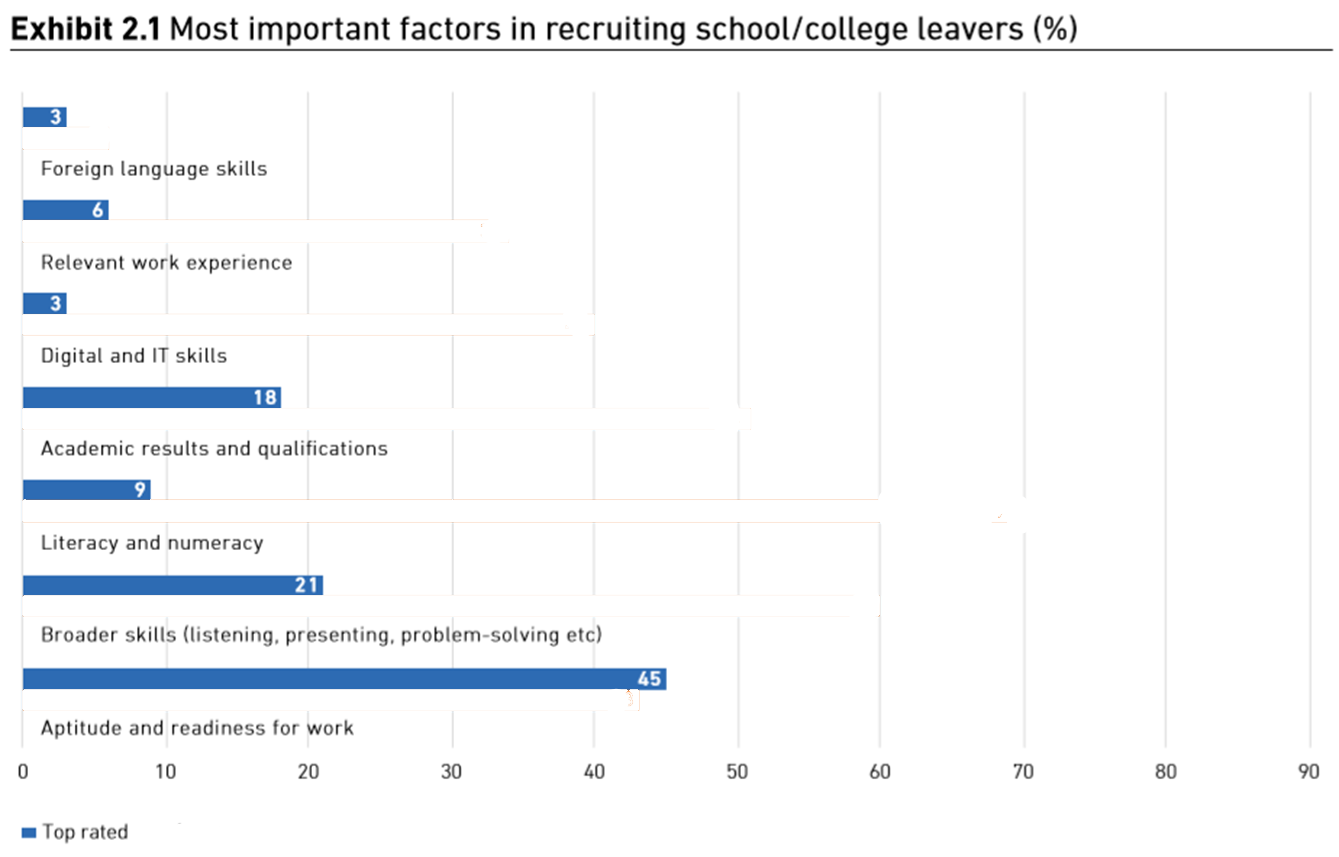 Exhibit 2.1 Most important factors in recruiting school/college leavers (%)
3
Foreign language skills
6
Relevant work experience
3
Digital and IT skills
18
Academic results and qualifications
9
Literacy and numeracy
21
Broader skills (listening, presenting, problem-solving etc)
45
Aptitude and readiness for work
0 10 20 30 40 50 60 70 80 90
Top rated